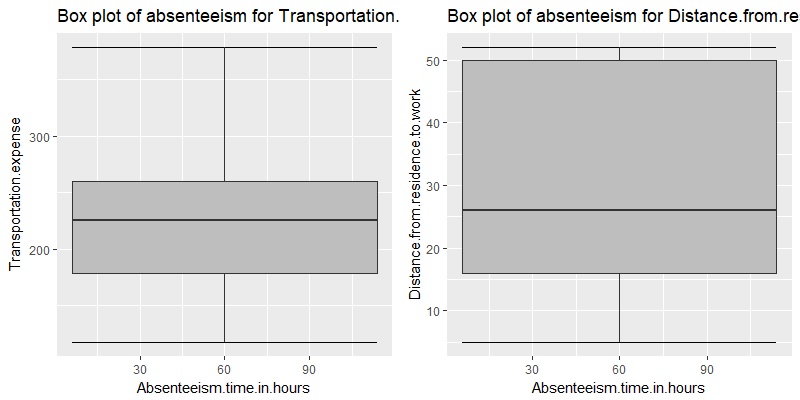 Box plot of absenteeism for Transportation.
Transportation.expense
300
200
30 60 90
Absenteeism.time.in.hours
Box plot of absenteeism for Distance.from.re
Distance.from.residence.to.work
50
40
30
20
10
30 60 90
Absenteeism.time.in.hours